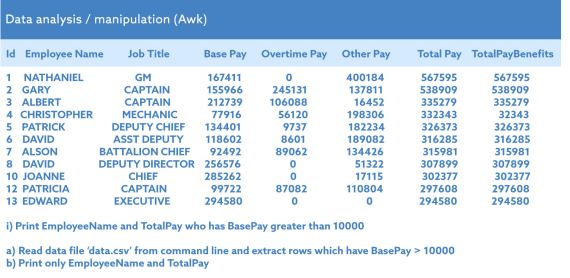 Data analysis / manipulation (Awk)
Id Employee Name Job Title Base Pay Overtime Pay Other Pay Total Pay TotalPayBenefits
1 NATHANIEL GM 167411 0 400184 567595 567595
2 GARY CAPTAIN 155966 245131 137811 538909 538909
3 ALBERT CAPTAIN 212739 106088 16452 335279 335279
4 CHRISTOPHER MECHANIC 77916 56120 198306 332343 32343
5 PATRICK DEPUTY CHIEF 134401 9737 182234 326373 326373
6 DAVID ASST DEPUTY 118602 8601 189082 316285 316285
7 ALSON BATTALION CHIEF 92492 89062 134426 315981 315981
8 DAVID DEPUTY DIRECTOR 256576 0 51322 307899 307899
10 JOANNE CHIEF 285262 0 17115 302377 302377
12 PATRICIA CAPTAIN 99722 87082 110804 297608 297608
13 EDWARD EXECUTIVE 294580 0 0 294580 294580
i) Print EmployeeName and TotalPay who has BasePay greater than 10000
a) Read data file 'data.csv' from command line and extract rows which have BasePay > 10000
b) Print only EmployeeName and TotalPay